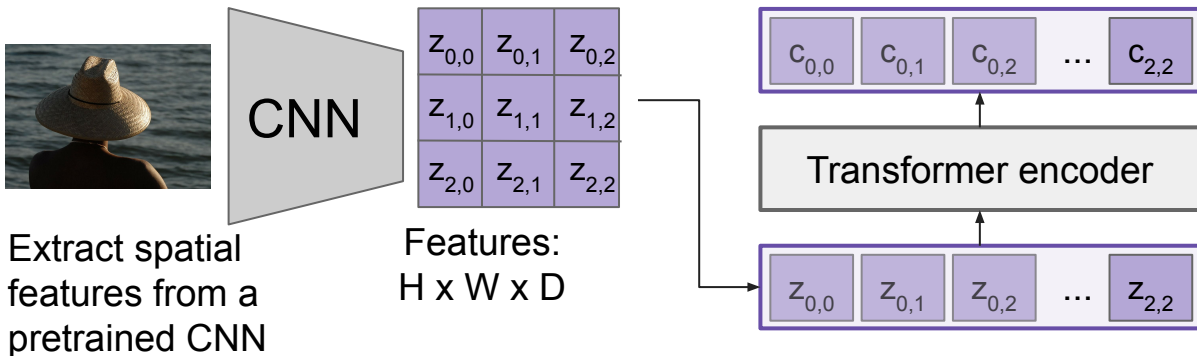 CNN
z0,0 z0,1 z0,2
z1,0 z1,1 z1,2
z2,0 z2,1 z2,2
Extract spatial
features from a
pretrained CNN
Features:
H x W x D
c0,0 c0,1 c0,2 ... c2,2
Transformer encoder
z0,0 z0,1 z0,2 ... z2,2